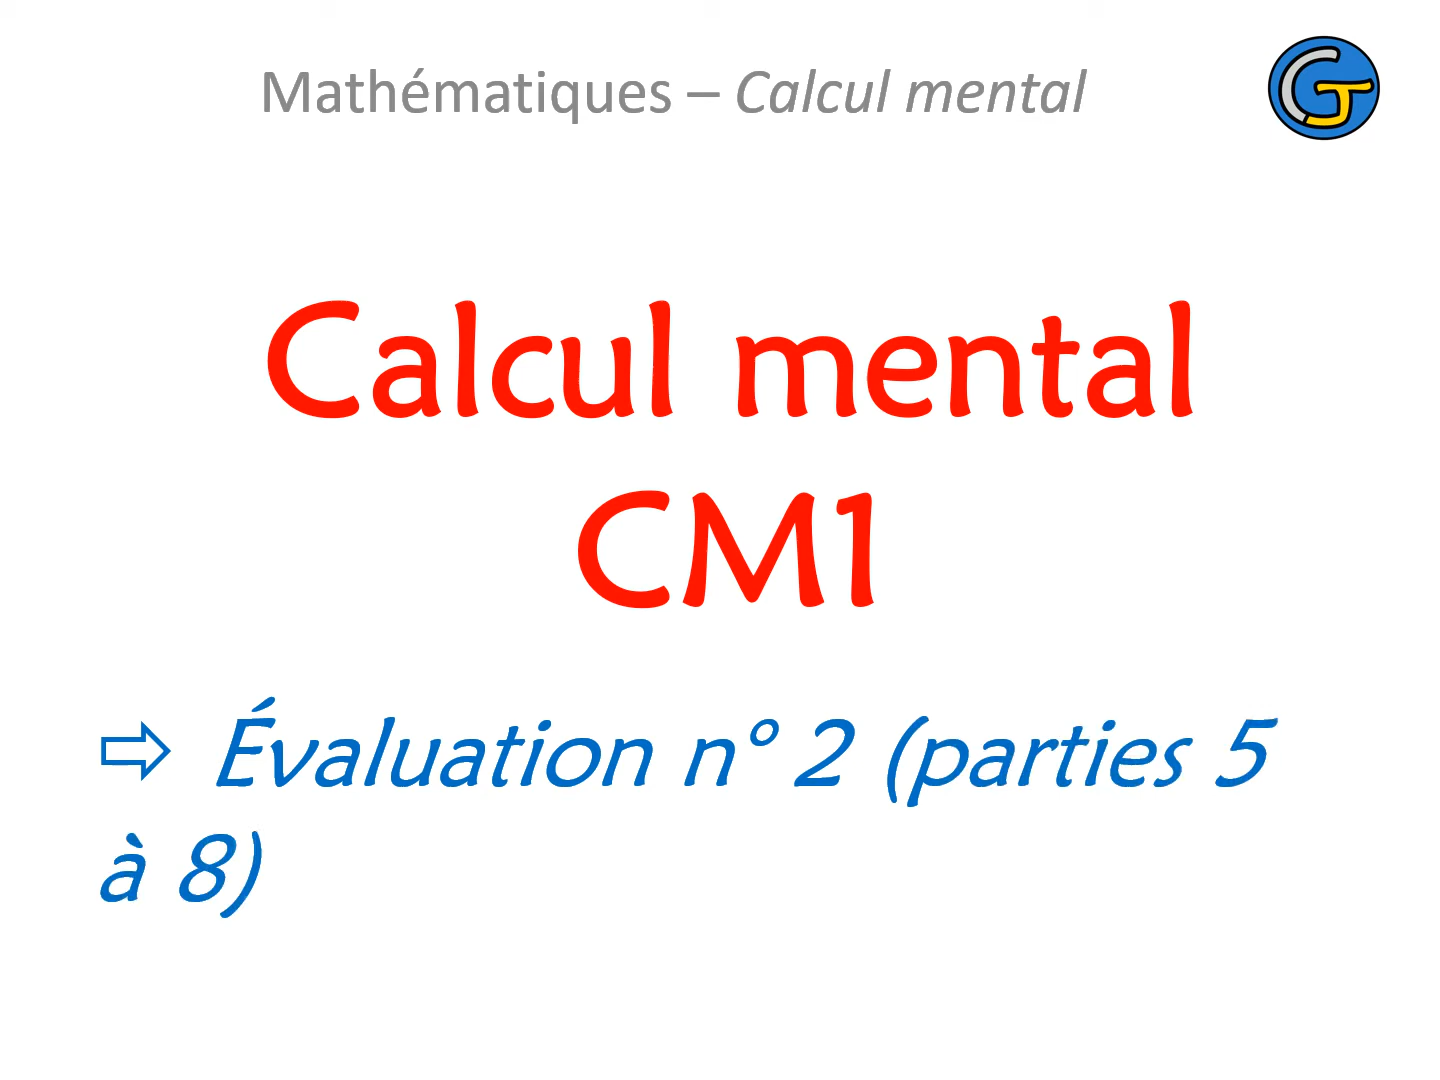 Mathématiques – Calcul mental
Calcul mental
CM1
⇨ Évaluation n° 2 (parties 5
à 8)